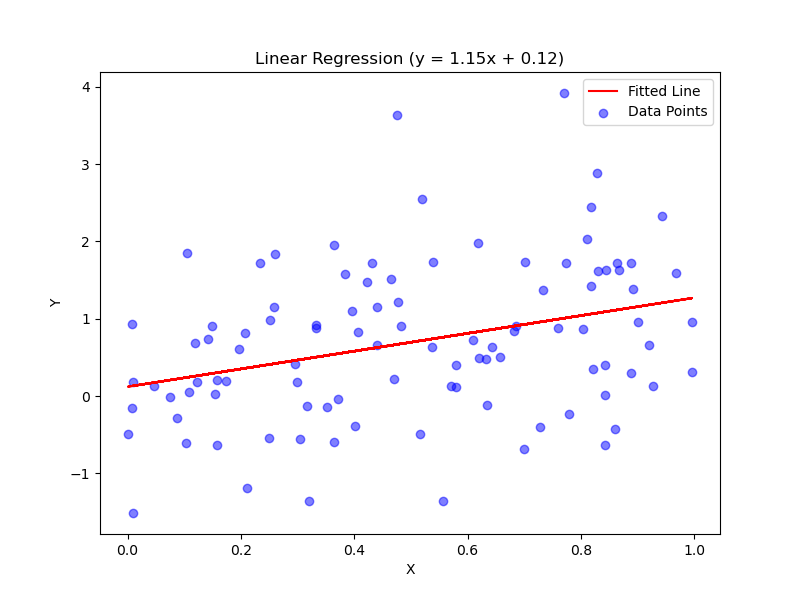 Linear Regression (y = 1.15x + 0.12)
Fitted Line
Data Points
4
3
2
1
0
−1
Y
0.0 0.2 0.4 0.6 0.8 1.0
X